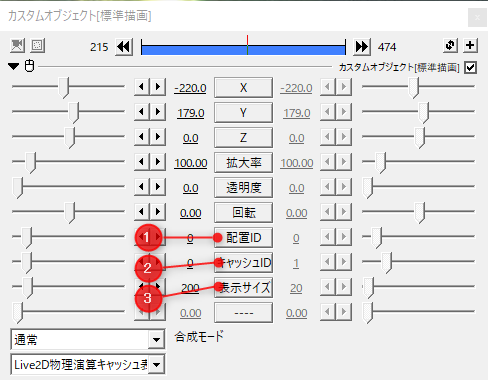 カスタムオブジェクト[標準描画]
215 474
カスタムオブジェクト[標準描画]
-220.0 X -220.0
179.0 Y 179.0
0.0 Z 0.0
100.00 拡大率 100.00
0.0 透明度 0.0
0.00 回転 0.00
1 0 配置ID 0
2 0 キャッシュID 1
3 200 表示サイズ 20
0.00 ---- 0.00
通常 合成モード
Live2D物理演算キャッシュ表